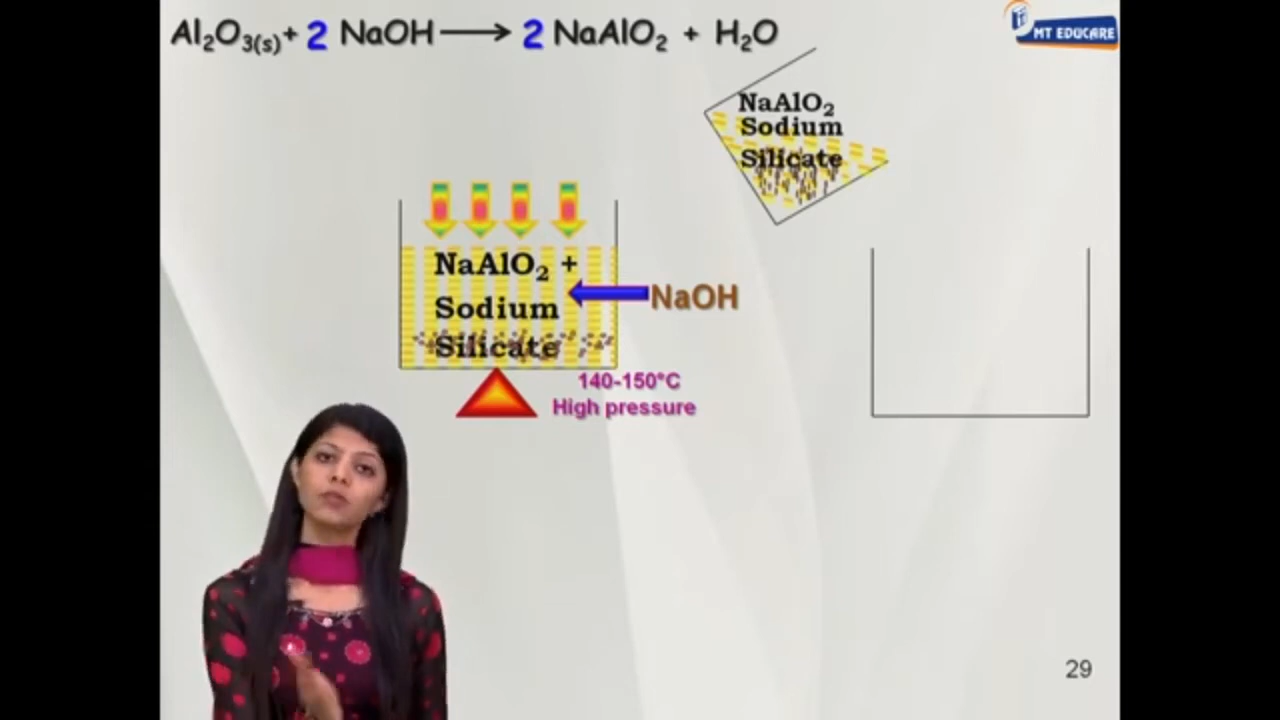 Al₂O₃(s)+ 2 NaOH ⟶ 2 NaAlO₂ + H₂O
MT EDUCARE
NaAlO₂
Sodium
Silicate
NaAlO₂ +
Sodium
Silicate
NaOH
140-150°C
High pressure
29